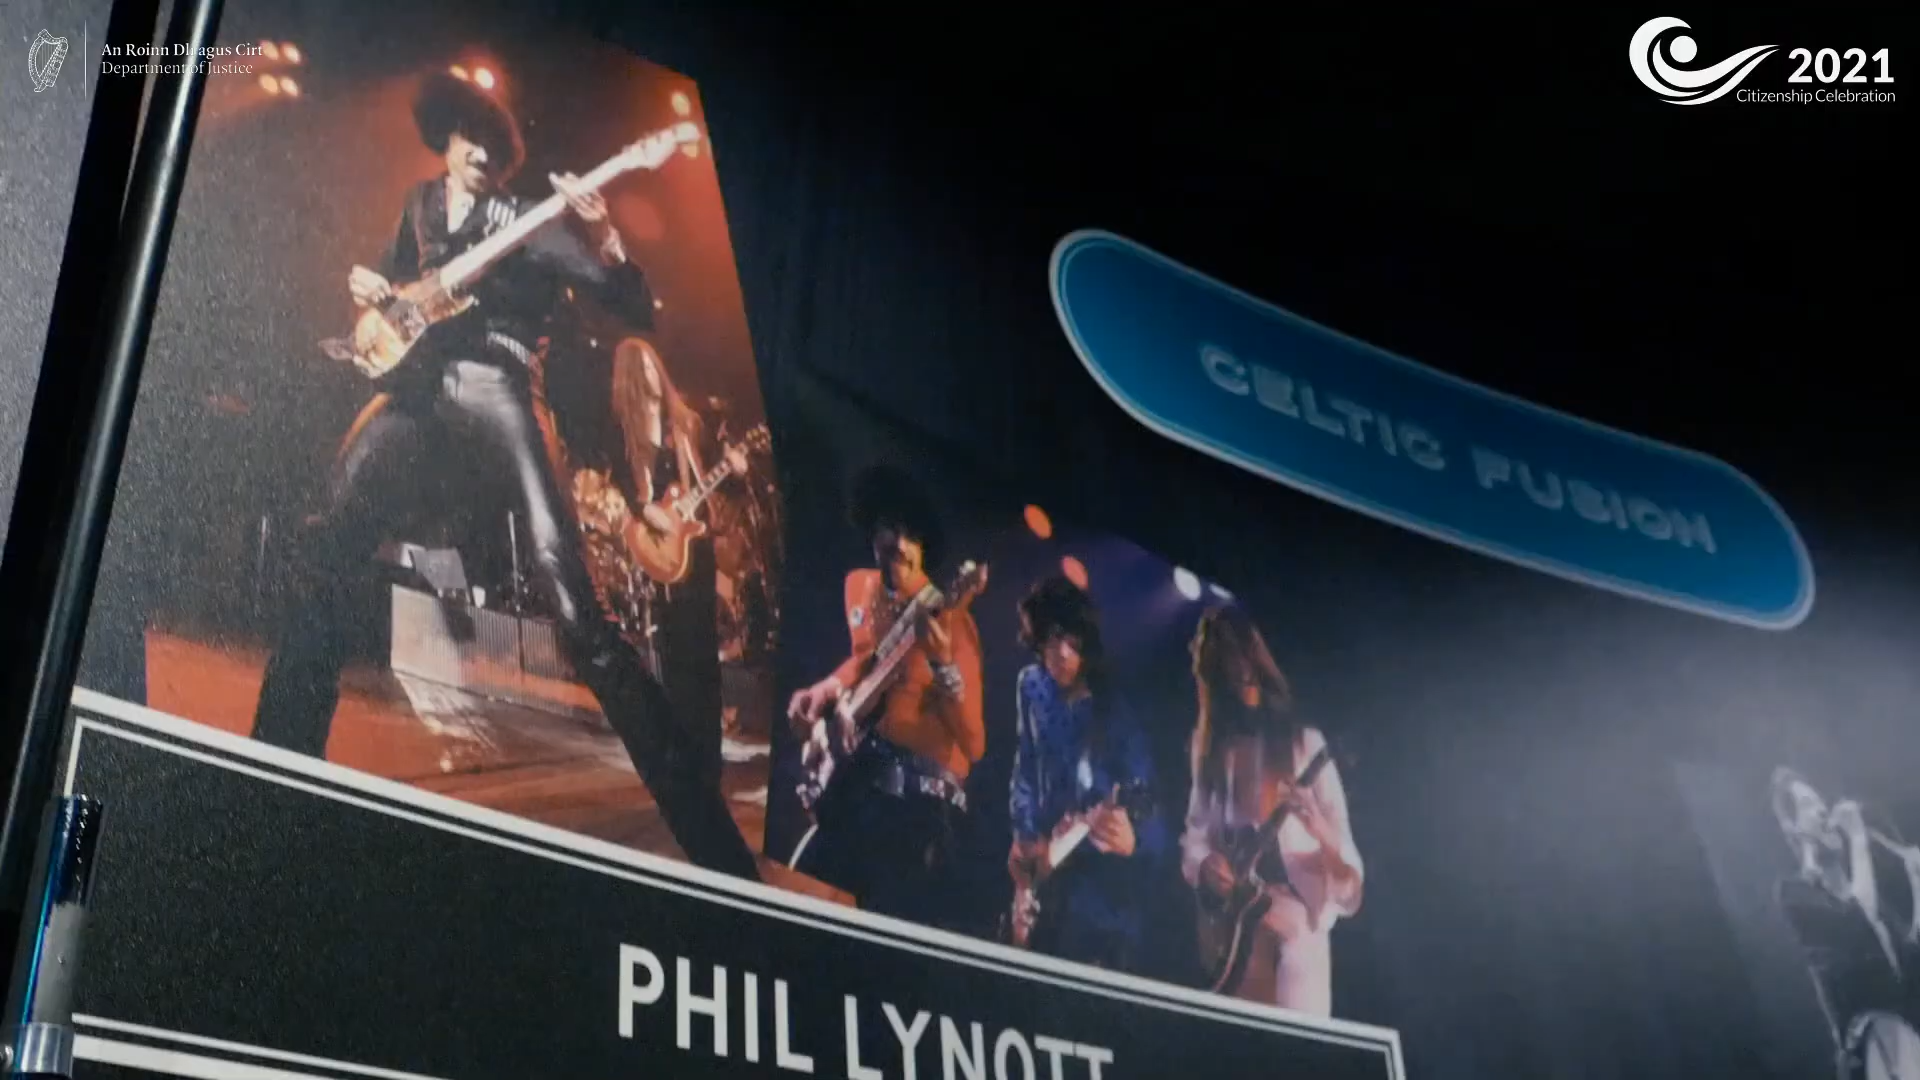 An Roinn Dlí agus Cirt
Department of Justice
2021
Citizenship Celebration
CELTIC FUSION
PHIL LYNOTT